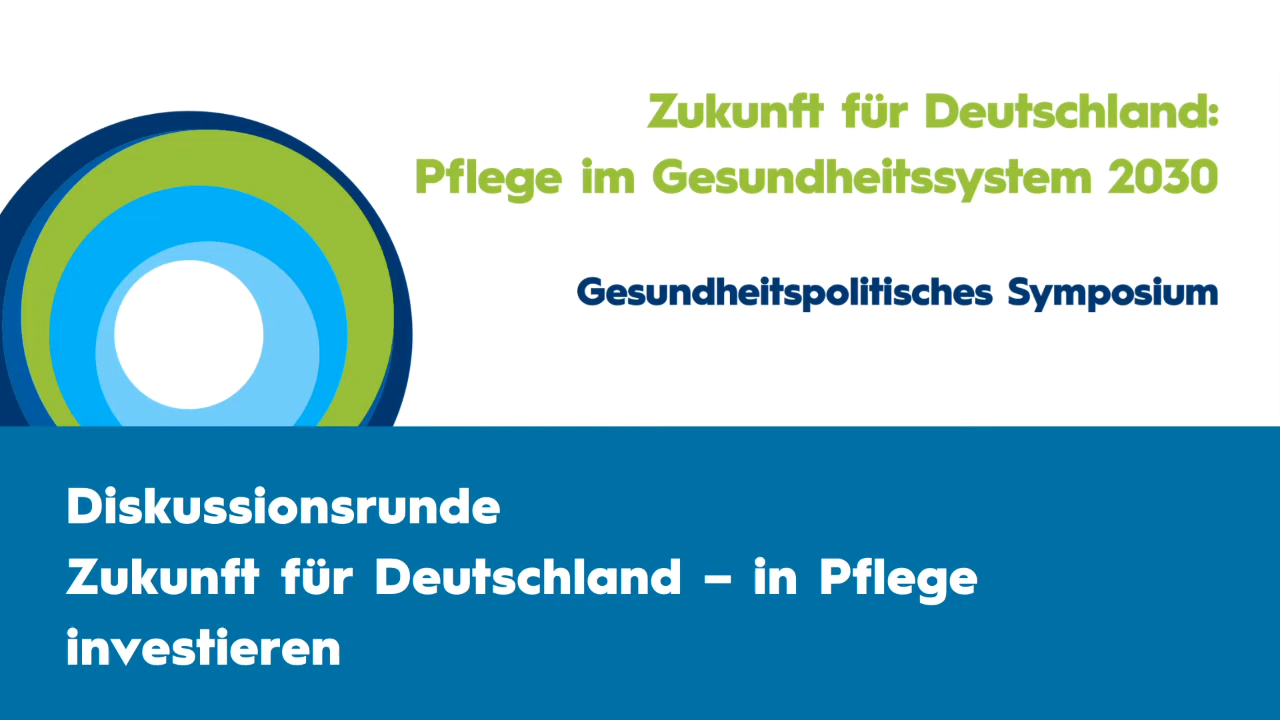 Zukunft für Deutschland:
Pflege im Gesundheitssystem 2030
Gesundheitspolitisches Symposium
Diskussionsrunde
Zukunft für Deutschland – in Pflege
investieren